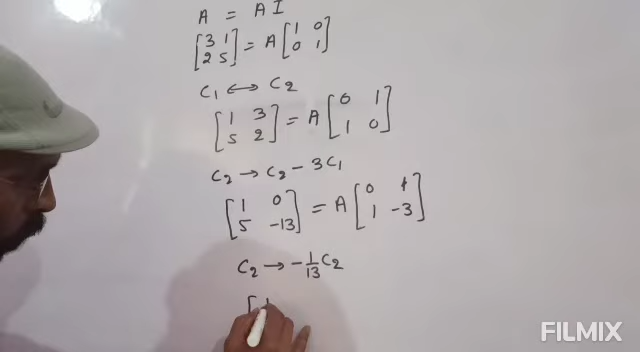 A = A I
[3 1
2 5] = A [1 0
0 1]
C₁ ⟷ C₂
[1 3
5 2] = A [0 1
1 0]
C₂ → C₂ - 3C₁
[1 0
5 -13] = A [0 1
1 -3]
C₂ → -1/13 C₂
[1
FILMIX